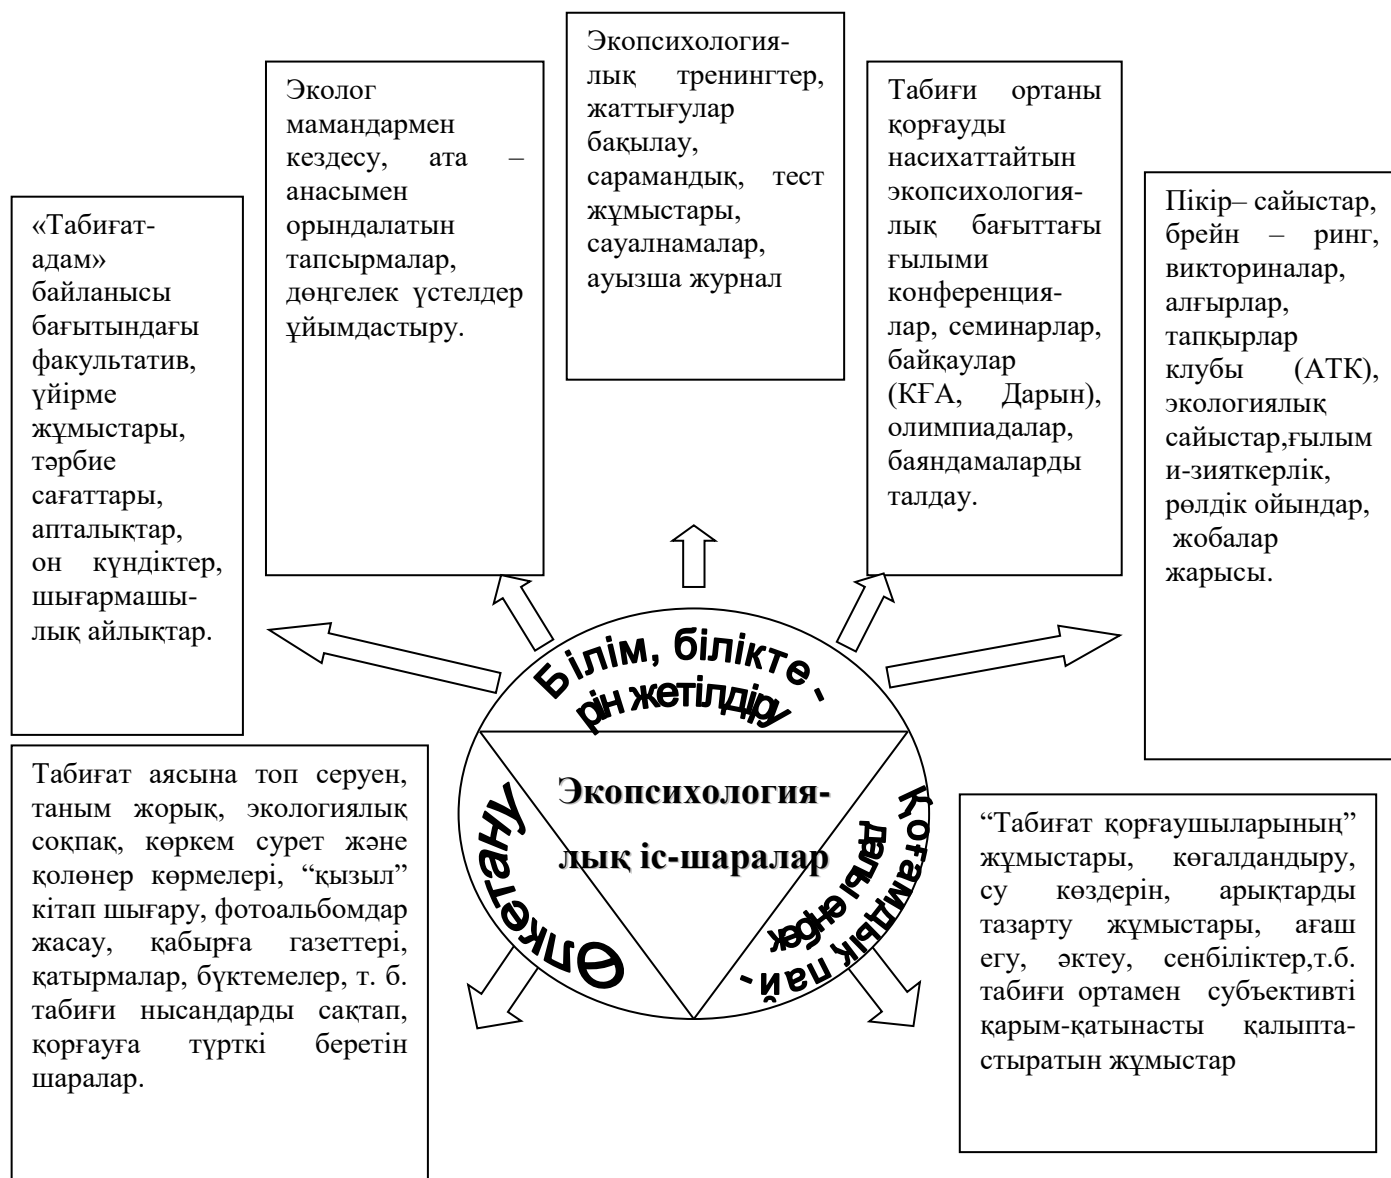 Экопсихология-
лық тренингтер,
жаттығулар
бақылау,
сарамандық, тест
жұмыстары,
сауалнамалар,
ауызша журнал
Эколог
мамандармен
кездесу, ата –
анасымен
орындалатын
тапсырмалар,
дөңгелек үстелдер
ұйымдастыру.
Табиғи ортаны
қорғауды
насихаттайтын
экопсихология-
лық бағыттағы
ғылыми
конференция-
лар, семинарлар,
байқаулар
(КҒА, Дарын),
олимпиадалар,
баяндамаларды
талдау.
«Табиғат-
адам»
байланысы
бағытындағы
факультатив,
үйірме
жұмыстары,
тәрбие
сағаттары,
апталықтар,
он күндіктер,
шығармашы-
лық айлықтар.
Пікір– сайыстар,
брейн – ринг,
викториналар,
алғырлар,
тапқырлар
клубы (АТК),
экологиялық
сайыстар,ғылым
и-зияткерлік,
рөлдік ойындар,
жобалар
жарысы.
Білім, білікте -
рін жетілдіру
Экопсихология-
лық іс-шаралар
Өлкетану
Қоғамдық пай -
далы еңбек
Табиғат аясына топ серуен,
таным жорық, экологиялық
соқпақ, көркем сурет және
қолөнер көрмелері, “қызыл”
кітап шығару, фотоальбомдар
жасау, қабырға газеттері,
қатырмалар, бүктемелер, т. б.
табиғи нысандарды сақтап,
қорғауға түрткі беретін
шаралар.
“Табиғат қорғаушыларының”
жұмыстары, көгалдандыру,
су көздерін, арықтарды
тазарту жұмыстары, ағаш
егу, әктеу, сенбіліктер,т.б.
табиғи ортамен субъективті
қарым-қатынасты қалыпта-
стыратын жұмыстар